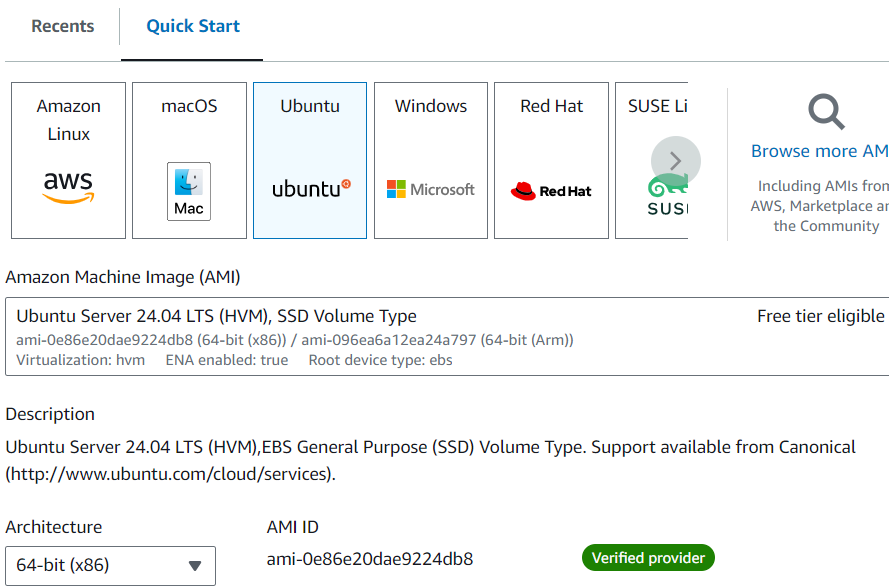 Recents
Quick Start
Amazon Linux
macOS
Ubuntu
Windows
Red Hat
SUSE Li
aws
Mac
ubuntu
Microsoft
Red Hat
SUS
Browse more AM
Including AMIs from
AWS, Marketplace an
the Community
Amazon Machine Image (AMI)
Ubuntu Server 24.04 LTS (HVM), SSD Volume Type
Free tier eligible
ami-0e86e20dae9224db8 (64-bit (x86)) / ami-096ea6a12ea24a797 (64-bit (Arm))
Virtualization: hvm ENA enabled: true Root device type: ebs
Description
Ubuntu Server 24.04 LTS (HVM),EBS General Purpose (SSD) Volume Type. Support available from Canonical
(http://www.ubuntu.com/cloud/services).
Architecture
AMI ID
64-bit (x86)
ami-0e86e20dae9224db8
Verified provider